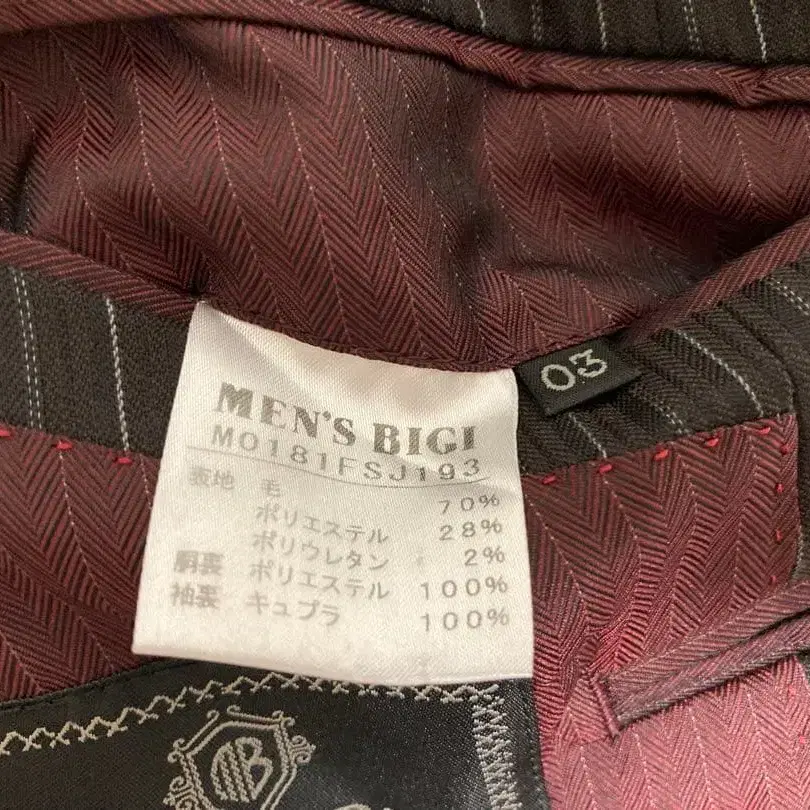 03
MEN'S BIGI
M0181FSJ193
表地 毛 70%
ポリエステル 28%
ポリウレタン 2%
胴裏 ポリエステル 100%
袖裏 キュプラ 100%
B